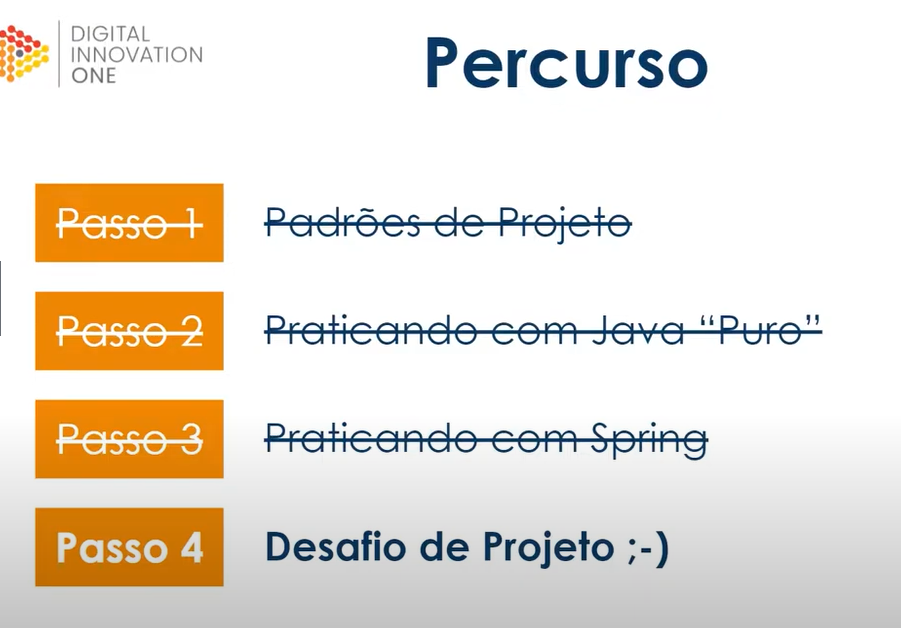 DIGITAL
INNOVATION
ONE
Percurso
Passo 1 Padrões de Projeto
Passo 2 Praticando com Java “Puro”
Passo 3 Praticando com Spring
Passo 4 Desafio de Projeto ;-)